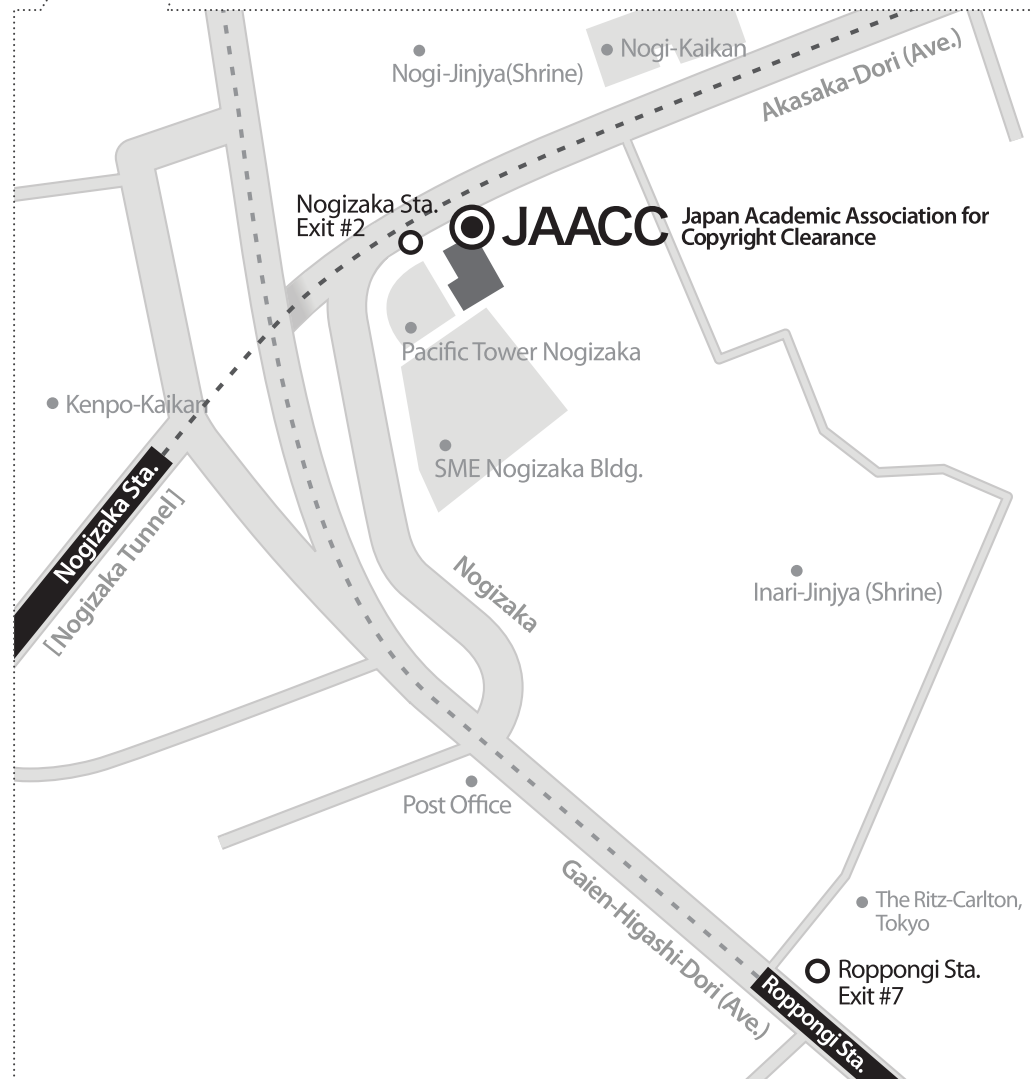 Nogi-Kaikan
Nogi-Jinjya(Shrine)
Akasaka-Dori (Ave.)
Nogizaka Sta.
Exit #2
JAACC
Japan Academic Association for
Copyright Clearance
Pacific Tower Nogizaka
Kenpo-Kaikan
SME Nogizaka Bldg.
Nogizaka Sta.
[Nogizaka Tunnel]
Nogizaka
Inari-Jinjya (Shrine)
Post Office
Gaien-Higashi-Dori (Ave.)
The Ritz-Carlton,
Tokyo
Roppongi Sta.
Exit #7
Roppongi Sta.